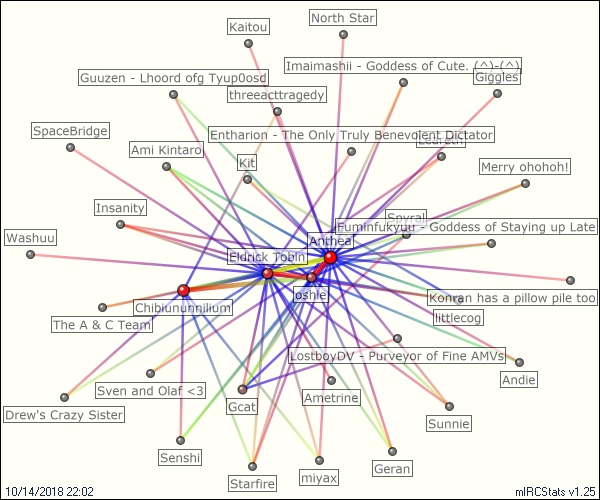 North Star
Kaitou
Imaimashii - Goddess of Cute. (^)-(^)
Giggles
Guuzen - Lhoord ofg Tyup0osd
threeacttragedy
SpaceBridge
Entharion - The Only Truly Benevolent Dictator
Ami Kintaro
Kit
Merry ohohoh!
Insanity
Spyral
Fuminfukyuu - Goddess of Staying up Late
Washuu
Anthea
Eldrick Tobin
Joshie
Konran has a pillow pile too
Chibiununnilium
littlecog
The A & C Team
LostboyDV - Purveyor of Fine AMVs
Andie
Sven and Olaf <3
Ametrine
Gcat
Drew's Crazy Sister
Sunnie
Senshi
Geran
miyax
Starfire
10/14/2018 22:02
mIRCStats v1.25